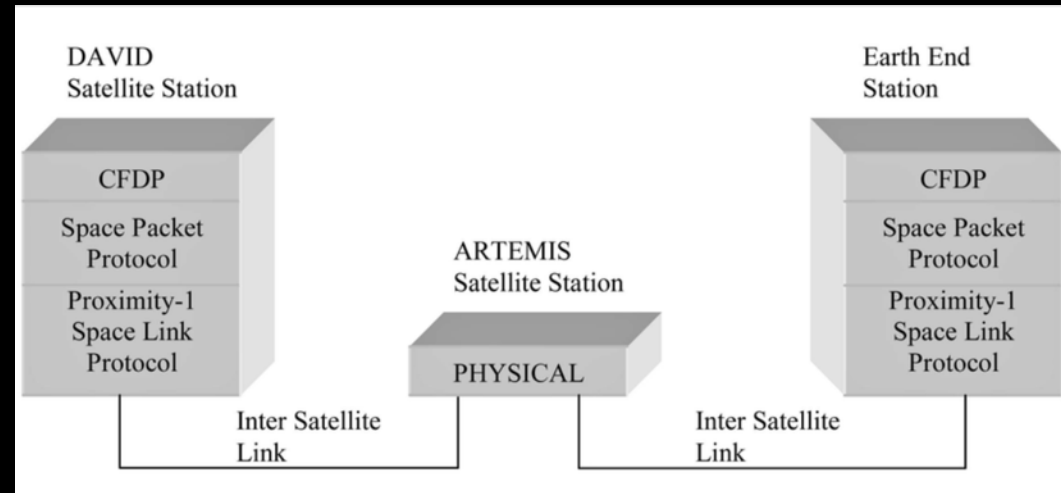 DAVID
Satellite Station
Earth End
Station
CFDP
Space Packet
Protocol
Proximity-1
Space Link
Protocol
ARTEMIS
Satellite Station
PHYSICAL
CFDP
Space Packet
Protocol
Proximity-1
Space Link
Protocol
Inter Satellite
Link
Inter Satellite
Link